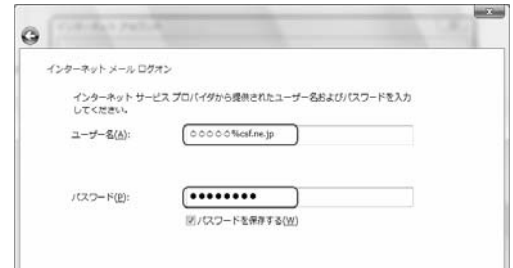 インターネット メール ログオン
インターネット サービス プロバイダから提供されたユーザー名およびパスワードを入力
してください。
ユーザー名(A):
○○○○○%csf.ne.jp
パスワード(P):
●●●●●●●●
パスワードを保存する(W)